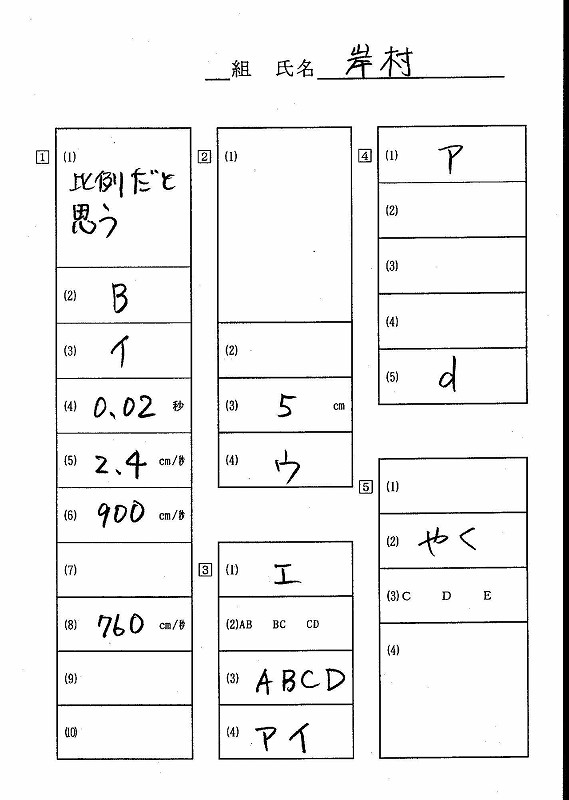 組 氏名 岸村
1
(1)
比例だと
思う
(2) B
(3) イ
(4) 0.02 秒
(5) 2.4 cm/秒
(6) 900 cm/秒
(7)
(8) 760 cm/秒
(9)
(10)
2
(1)
(2)
(3) 5 cm
(4) ウ
3
(1) エ
(2)AB BC CD
(3) ABCD
(4) アイ
4
(1) ア
(2)
(3)
(4)
(5) d
5
(1)
(2) やく
(3)C D E
(4)